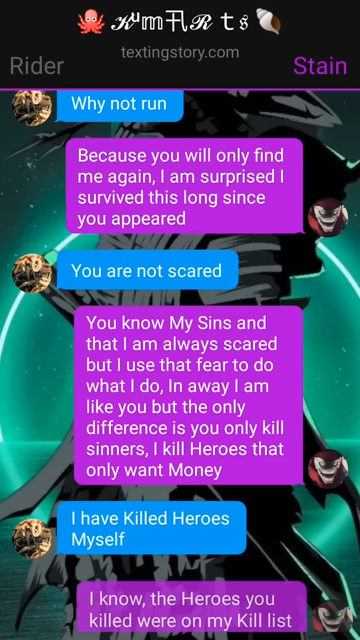 🐙 𝓚ᶸ𝕞卂𝓡 ｔ𝔰 🐚
textingstory.com
Rider Stain
Why not run
Because you will only find
me again, I am surprised I
survived this long since
you appeared
You are not scared
You know My Sins and
that I am always scared
but I use that fear to do
what I do, In away I am
like you but the only
difference is you only kill
sinners, I kill Heroes that
only want Money
I have Killed Heroes
Myself
I know, the Heroes you
killed were on my Kill list